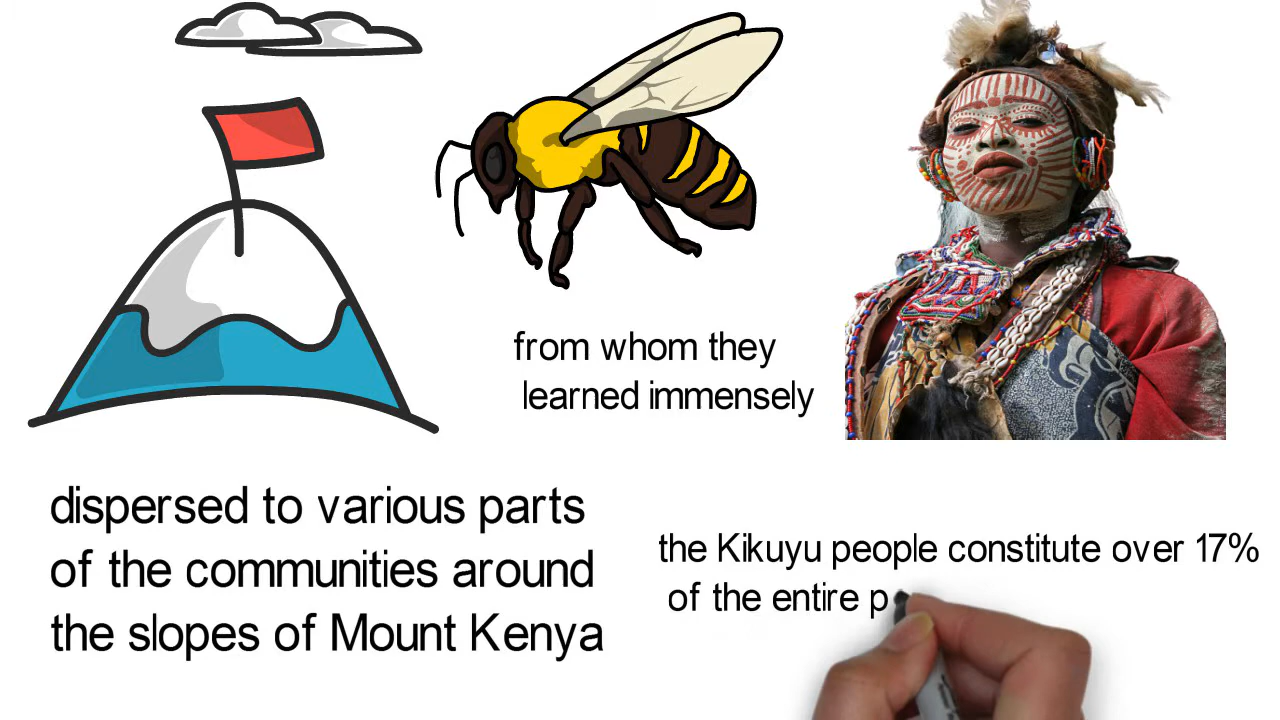 from whom they
learned immensely
dispersed to various parts
of the communities around
the slopes of Mount Kenya
the Kikuyu people constitute over 17%
of the entire p